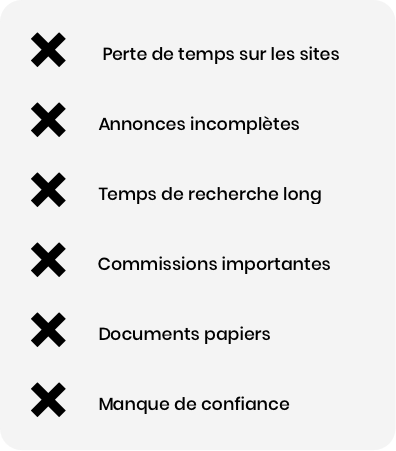 Perte de temps sur les sites
Annonces incomplètes
Temps de recherche long
Commissions importantes
Documents papiers
Manque de confiance